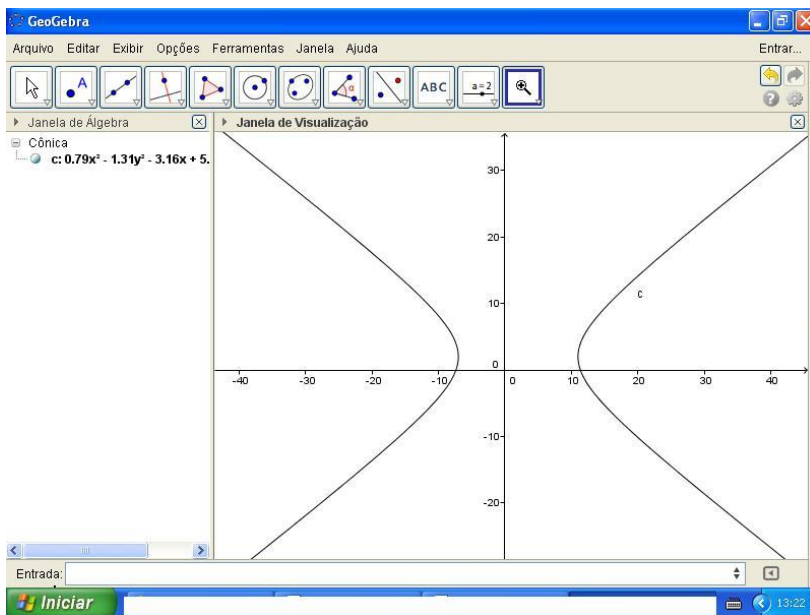 GeoGebra
Arquivo Editar Exibir Opções Ferramentas Janela Ajuda Entrar...
A α ABC a=2
Janela de Álgebra Janela de Visualização
Cônica
c: 0.79x² - 1.31y² - 3.16x + 5.
30
20
c
10
0
-40 -30 -20 -10 0 10 20 30 40
-10
-20
Entrada:
Iniciar 13:22